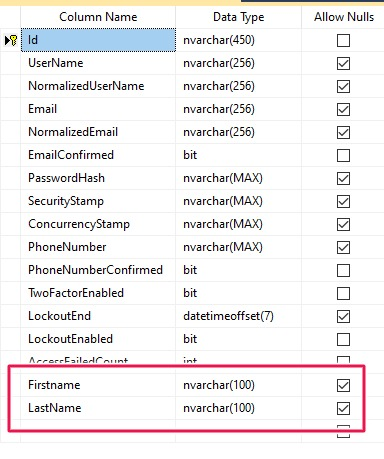 Column Name Data Type Allow Nulls
Id nvarchar(450)
UserName nvarchar(256)
NormalizedUserName nvarchar(256)
Email nvarchar(256)
NormalizedEmail nvarchar(256)
EmailConfirmed bit
PasswordHash nvarchar(MAX)
SecurityStamp nvarchar(MAX)
ConcurrencyStamp nvarchar(MAX)
PhoneNumber nvarchar(MAX)
PhoneNumberConfirmed bit
TwoFactorEnabled bit
LockoutEnd datetimeoffset(7)
LockoutEnabled bit
AccessFailedCount int
Firstname nvarchar(100)
LastName nvarchar(100)